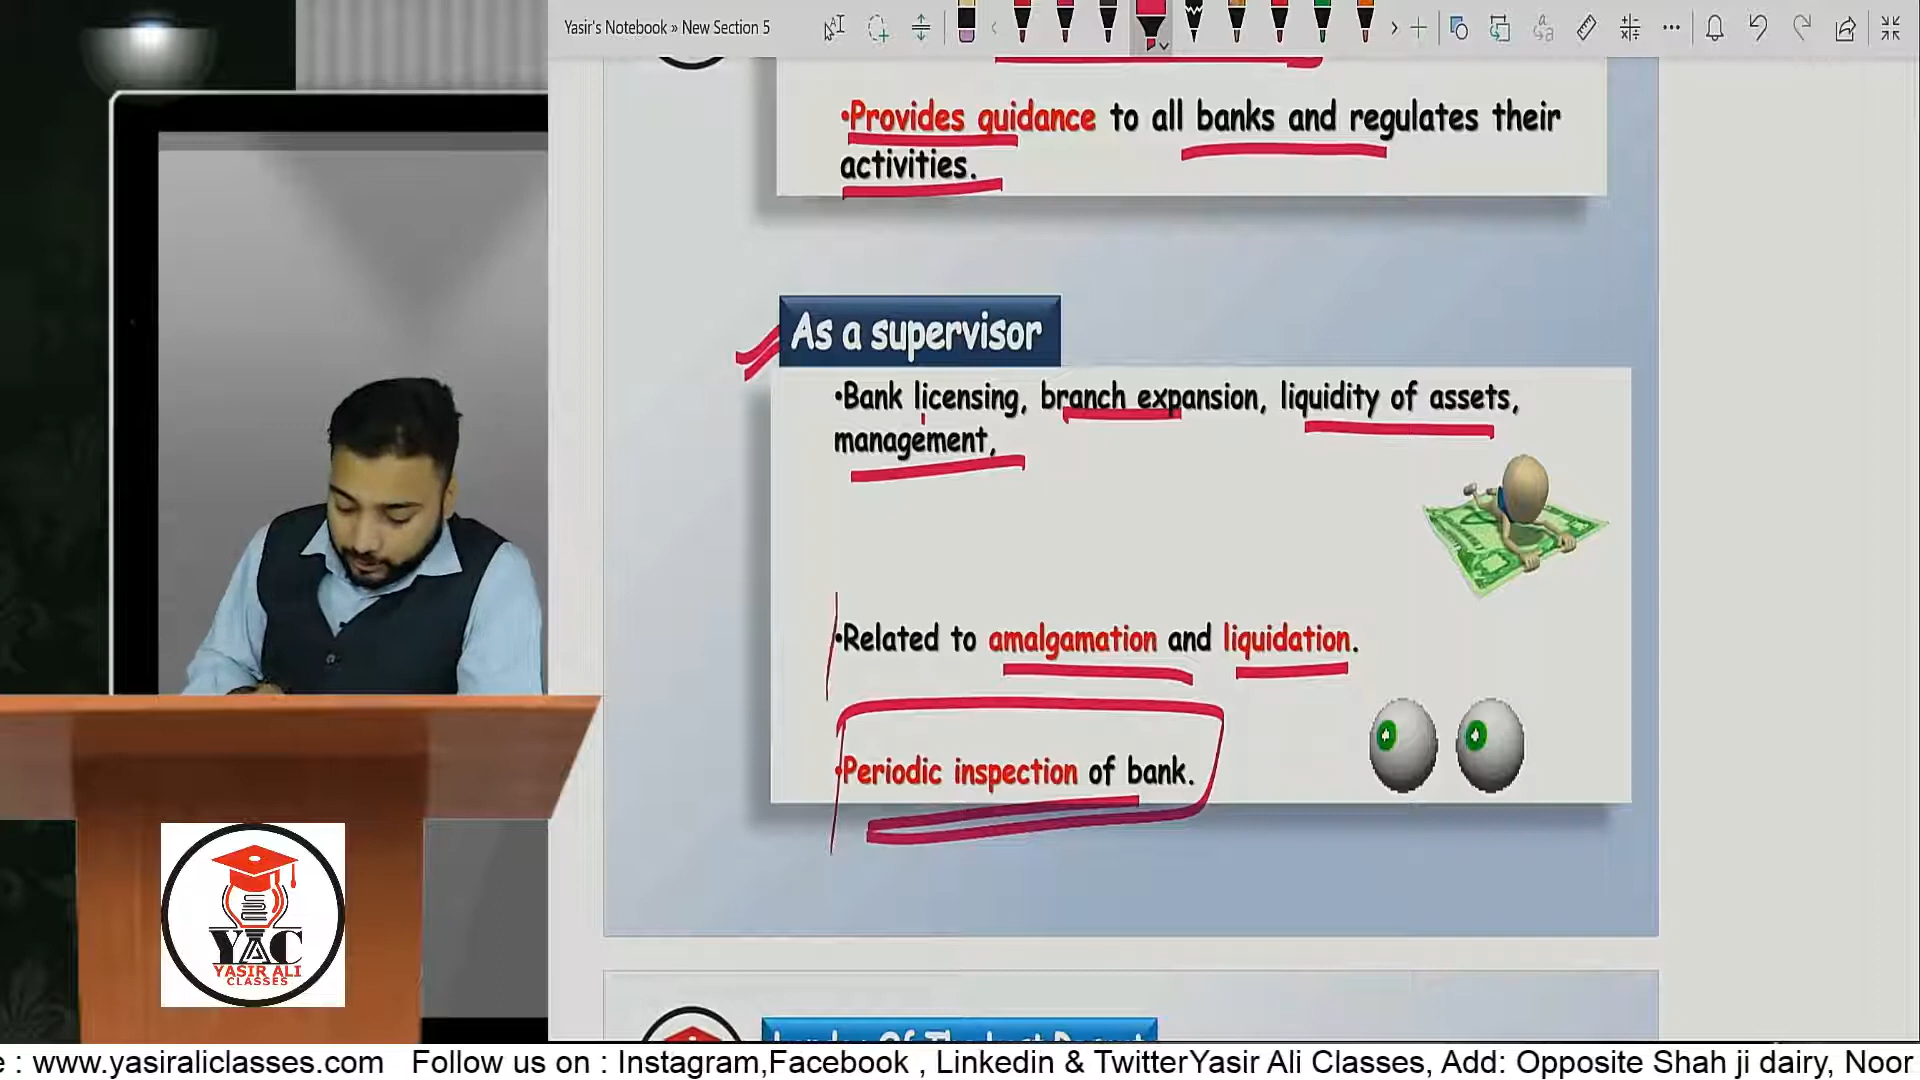 Yasir's Notebook » New Section 5
•Provides guidance to all banks and regulates their
activities.
As a supervisor
•Bank licensing, branch expansion, liquidity of assets,
management,
•Related to amalgamation and liquidation.
•Periodic inspection of bank.
YAC
YASIR ALI
CLASSES
: www.yasiraliclasses.com Follow us on : Instagram,Facebook , Linkedin & TwitterYasir Ali Classes, Add: Opposite Shah ji dairy, Noor